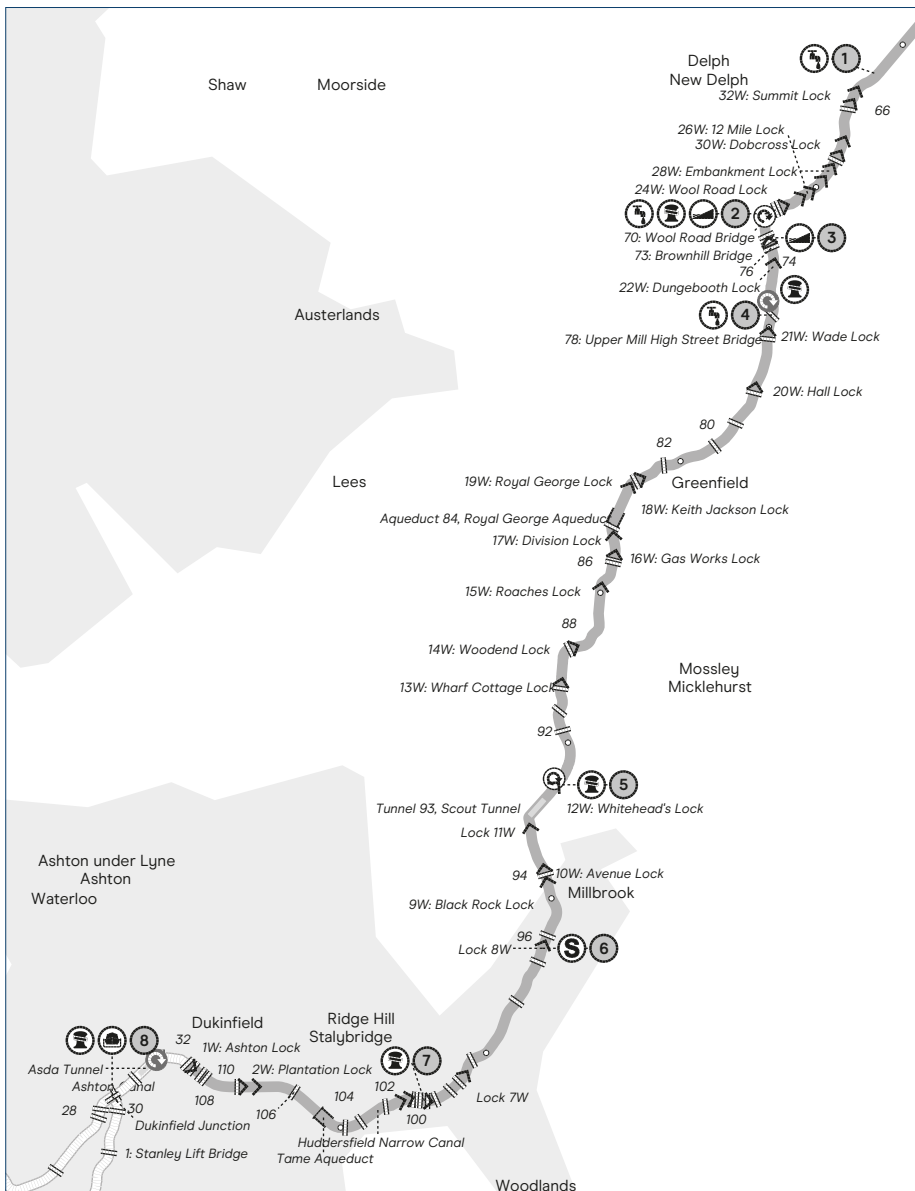 Delph
New Delph
1
Shaw
Moorside
32W: Summit Lock
66
26W: 12 Mile Lock
30W: Dobcross Lock
28W: Embankment Lock
24W: Wool Road Lock
2
70: Wool Road Bridge
3
73: Brownhill Bridge
74
76
22W: Dungebooth Lock
4
Austerlands
78: Upper Mill High Street Bridge
21W: Wade Lock
20W: Hall Lock
80
82
Lees
19W: Royal George Lock
Greenfield
18W: Keith Jackson Lock
Aqueduct 84, Royal George Aqueduct
17W: Division Lock
86
16W: Gas Works Lock
15W: Roaches Lock
88
14W: Woodend Lock
Mossley
Micklehurst
13W: Wharf Cottage Lock
92
5
Tunnel 93, Scout Tunnel
12W: Whitehead's Lock
Lock 11W
Ashton under Lyne
Ashton
Waterloo
94
10W: Avenue Lock
Millbrook
9W: Black Rock Lock
96
Lock 8W
S
6
Dukinfield
Ridge Hill
Stalybridge
8
32
1W: Ashton Lock
7
Asda Tunnel
110
2W: Plantation Lock
Ashton Canal
108
102
Lock 7W
28
30
106
104
100
Dukinfield Junction
Huddersfield Narrow Canal
Tame Aqueduct
1: Stanley Lift Bridge
Woodlands